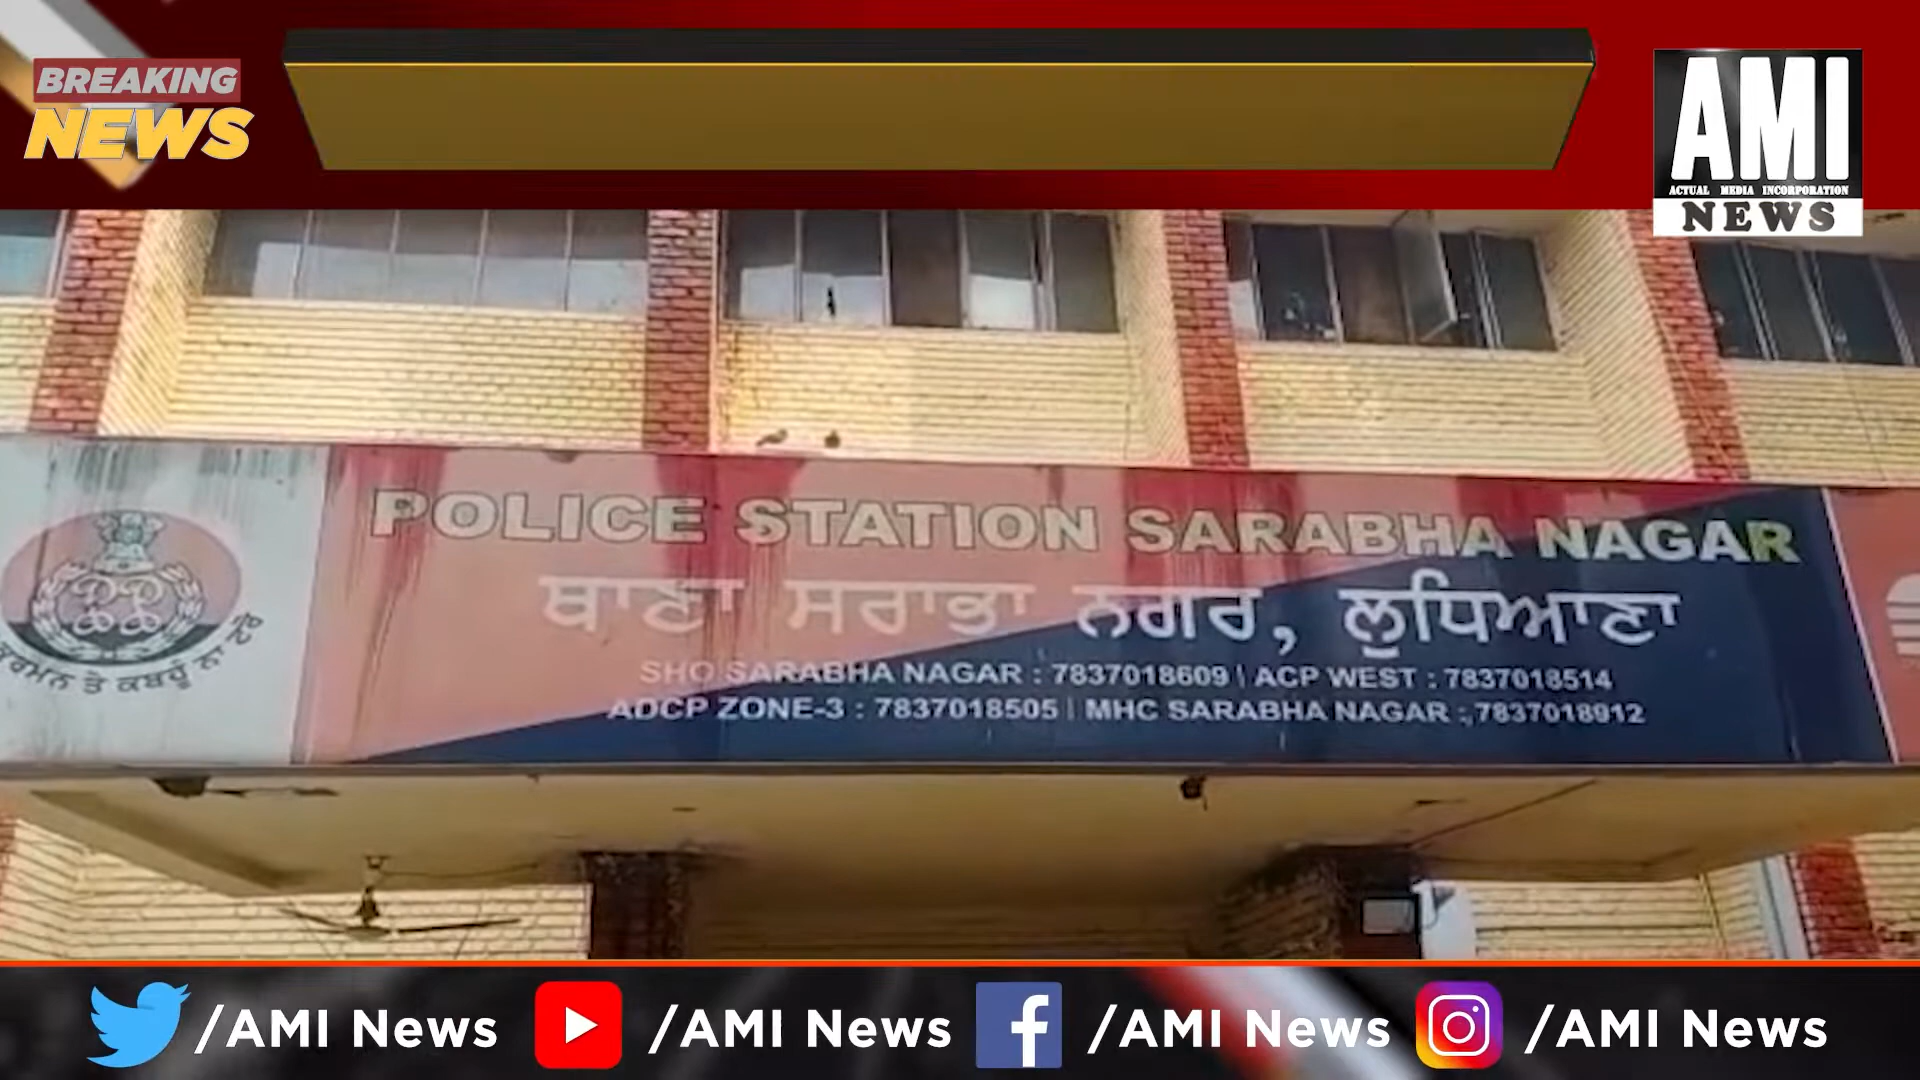 BREAKING
NEWS
AMI
ACTUAL MEDIA INCORPORATION
NEWS
POLICE STATION SARABHA NAGAR
ਥਾਣਾ ਸਰਾਭਾ ਨਗਰ, ਲੁਧਿਆਣਾ
SHO SARABHA NAGAR : 7837018609 | ACP WEST : 7837018514
ADCP ZONE-3 : 7837018505 | MHC SARABHA NAGAR : 7837018912
/AMI News /AMI News /AMI News /AMI News